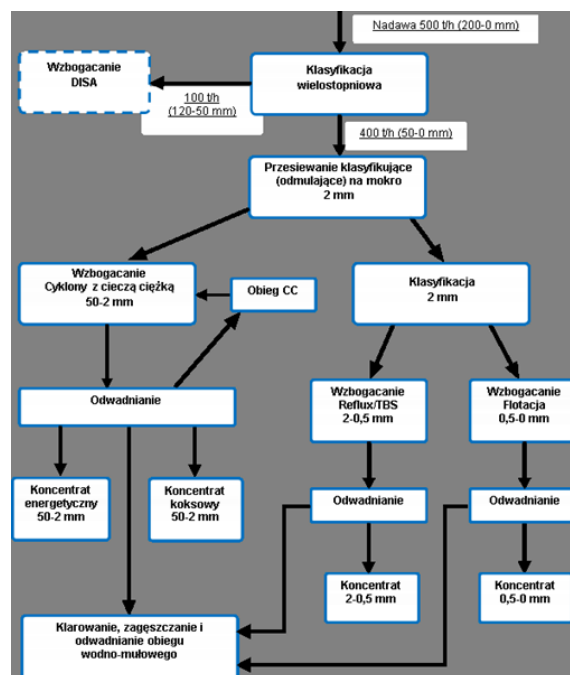 Nadawa 500 t/h (200-0 mm)
Wzbogacanie
DISA
Klasyfikacja
wielostopniowa
100 t/h
(120-50 mm)
400 t/h (50-0 mm)
Przesiewanie klasyfikujące
(odmulające) na mokro
2 mm
Wzbogacanie
Cyklony z cieczą ciężką
50-2 mm
Obieg CC
Klasyfikacja
2 mm
Odwadnianie
Wzbogacanie
Reflux/TBS
2-0,5 mm
Wzbogacanie
Flotacja
0,5-0 mm
Koncentrat
energetyczny
50-2 mm
Koncentrat
koksowy
50-2 mm
Odwadnianie
Odwadnianie
Koncentrat
2-0,5 mm
Koncentrat
0,5-0 mm
Klarowanie, zagęszczanie i
odwadnianie obiegu
wodno-mułowego